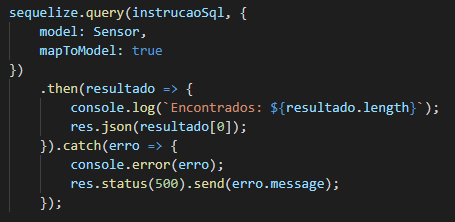 sequelize.query(instrucaoSql, {
    model: Sensor,
    mapToModel: true
})
    .then(resultado => {
        console.log(`Encontrados: ${resultado.length}`);
        res.json(resultado[0]);
    }).catch(erro => {
        console.error(erro);
        res.status(500).send(erro.message);
    });